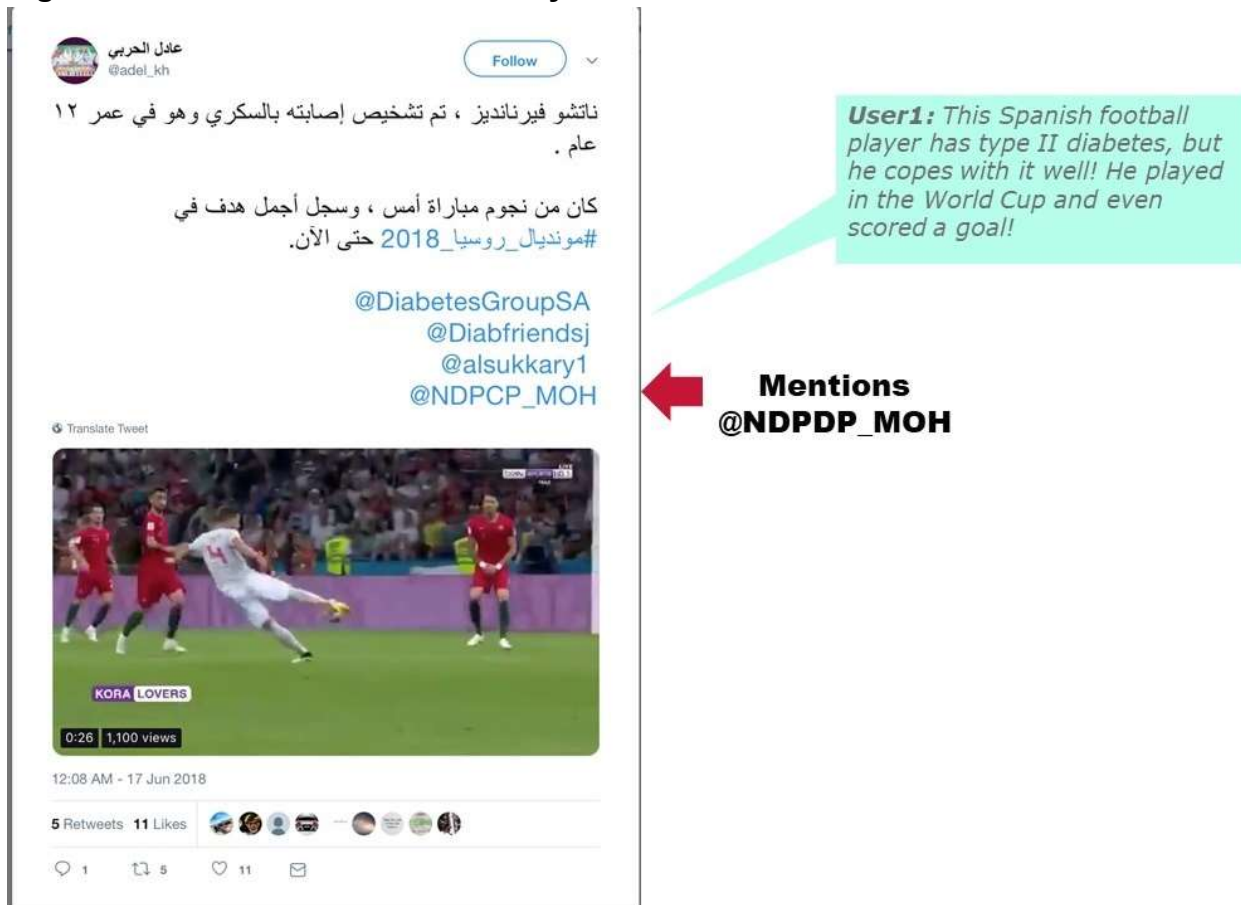 عادل الحربي
@adel_kh
Follow
ناتشو فيرنانديز ، تم تشخيص إصابته بالسكري وهو في عمر ١٢
عام .
كان من نجوم مباراة أمس ، وسجل أجمل هدف في
#مونديال_روسيا_2018 حتى الآن.
@DiabetesGroupSA
@Diabfriendsj
@alsukkary1
@NDPCP_MOH
Translate Tweet
4
KORA LOVERS
0:26 1,100 views
12:08 AM - 17 Jun 2018
5 Retweets 11 Likes
1 5 11
User1: This Spanish football
player has type II diabetes, but
he copes with it well! He played
in the World Cup and even
scored a goal!
Mentions
@NDPDP_MOH